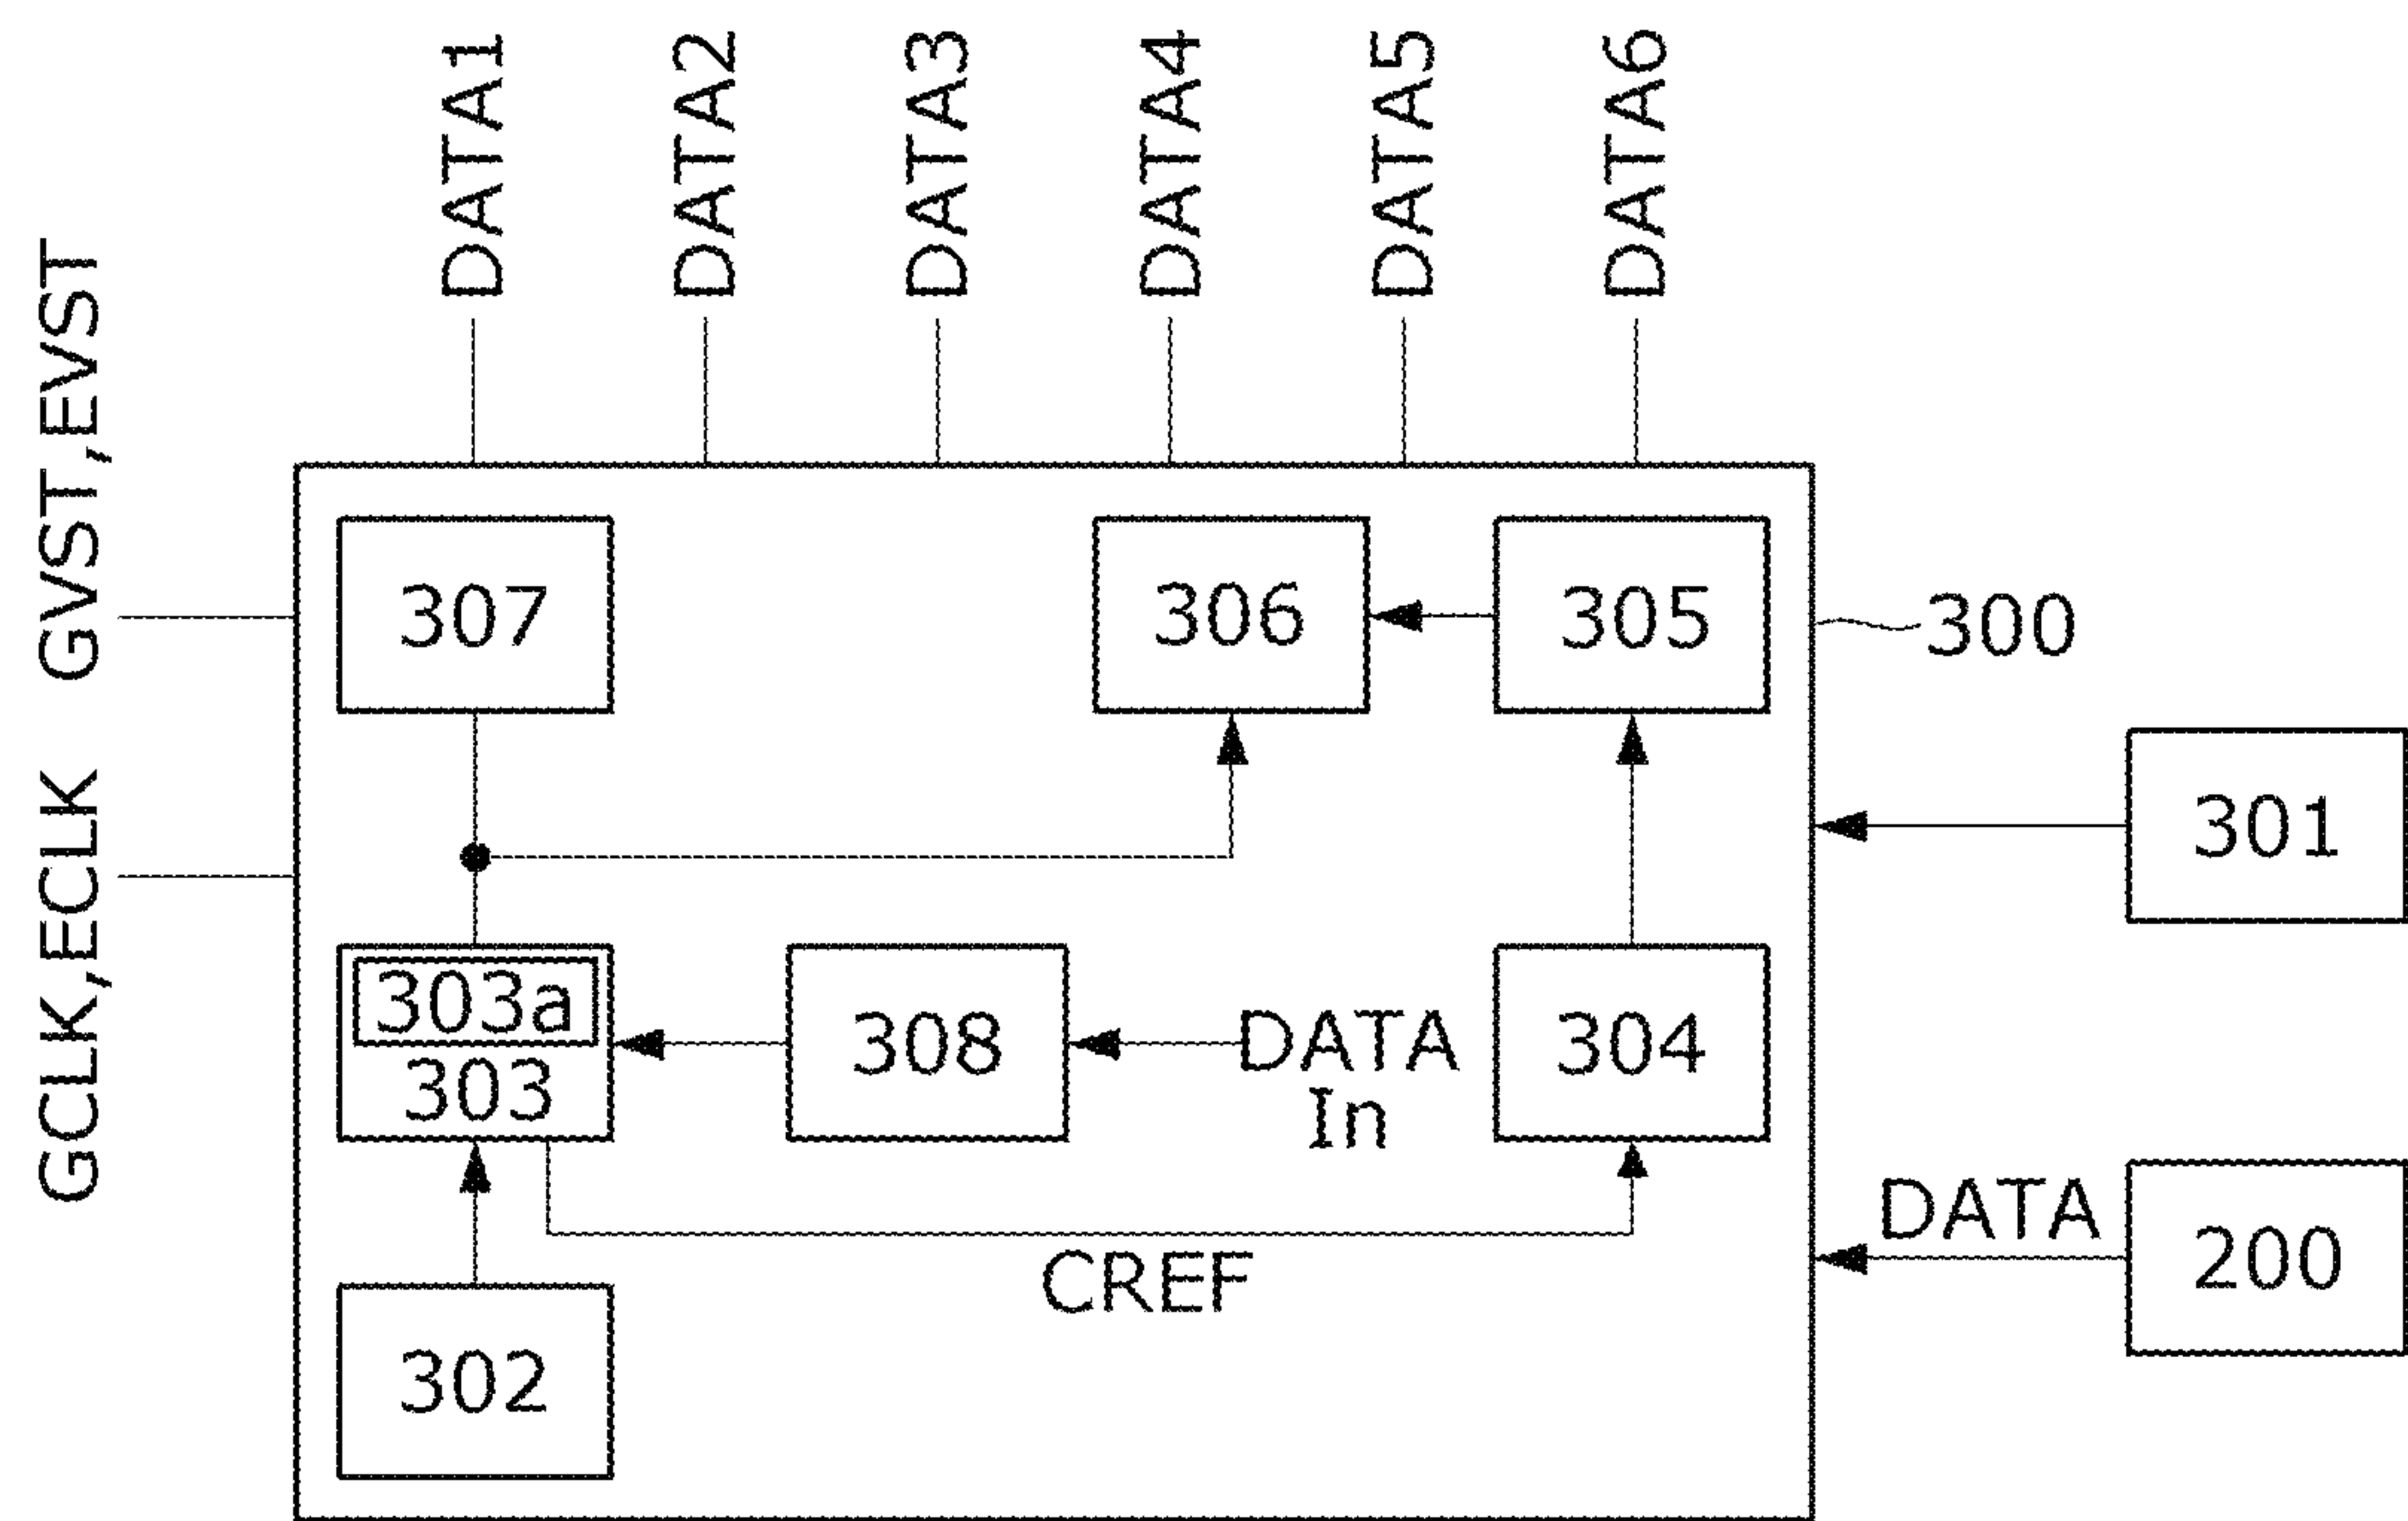 DATA1
DATA2
DATA3
DATA4
DATA5
DATA6
GVST,EVST
GCLK,ECLK
307
306
305
300
301
303a
303
308
DATA
In
304
CREF
DATA
200
302